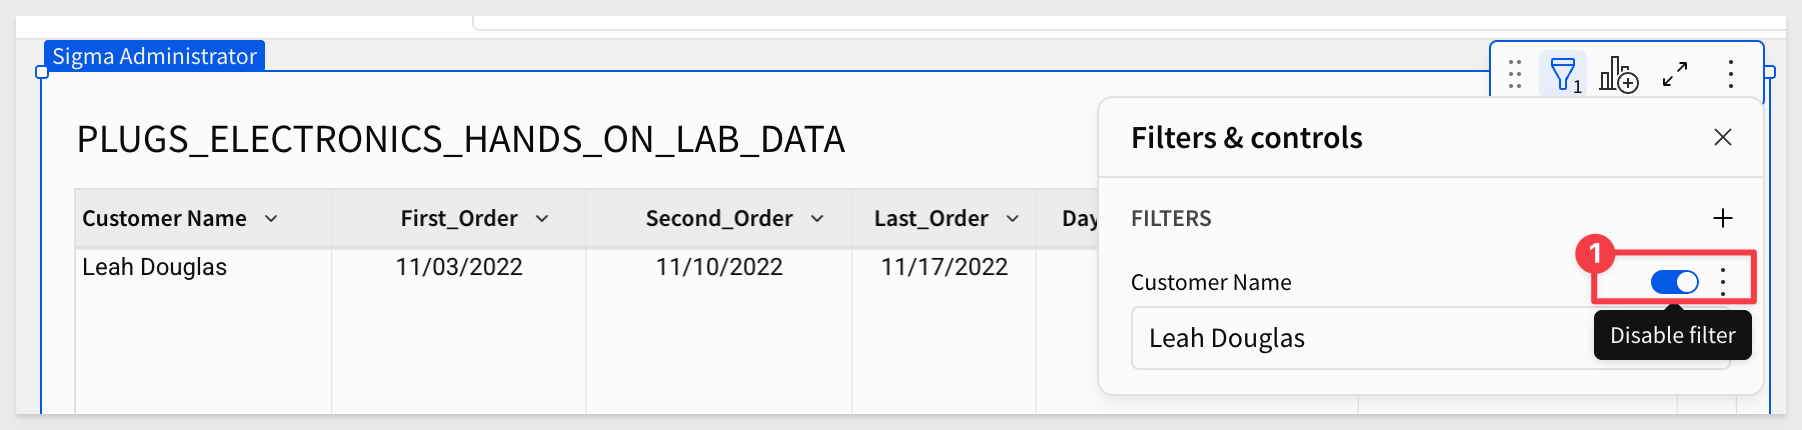 Sigma Administrator
1
PLUGS_ELECTRONICS_HANDS_ON_LAB_DATA
Filters & controls
Customer Name First_Order Second_Order Last_Order Day
FILTERS
1
Leah Douglas 11/03/2022 11/10/2022 11/17/2022
Customer Name
Leah Douglas
Disable filter